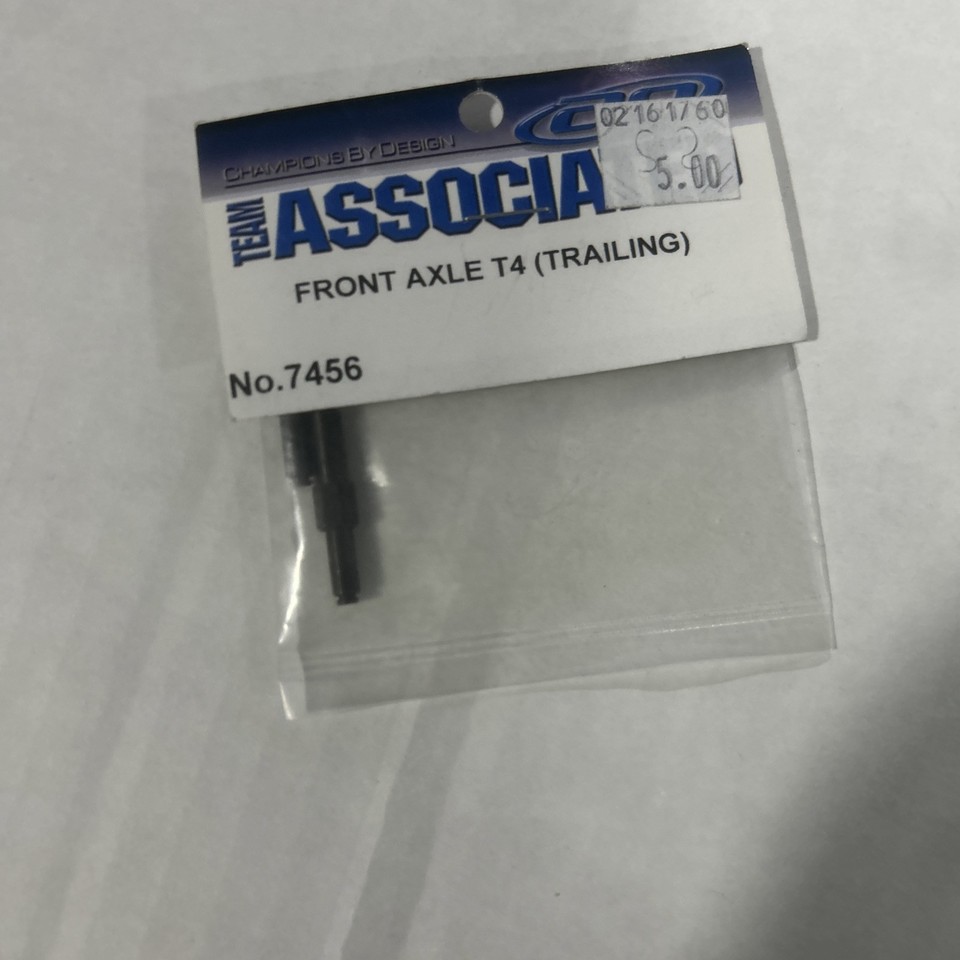 CHAMPIONS BY DESIGN
02161760
5.00
TEAM
FRONT AXLE T4 (TRAILING)
No.7456